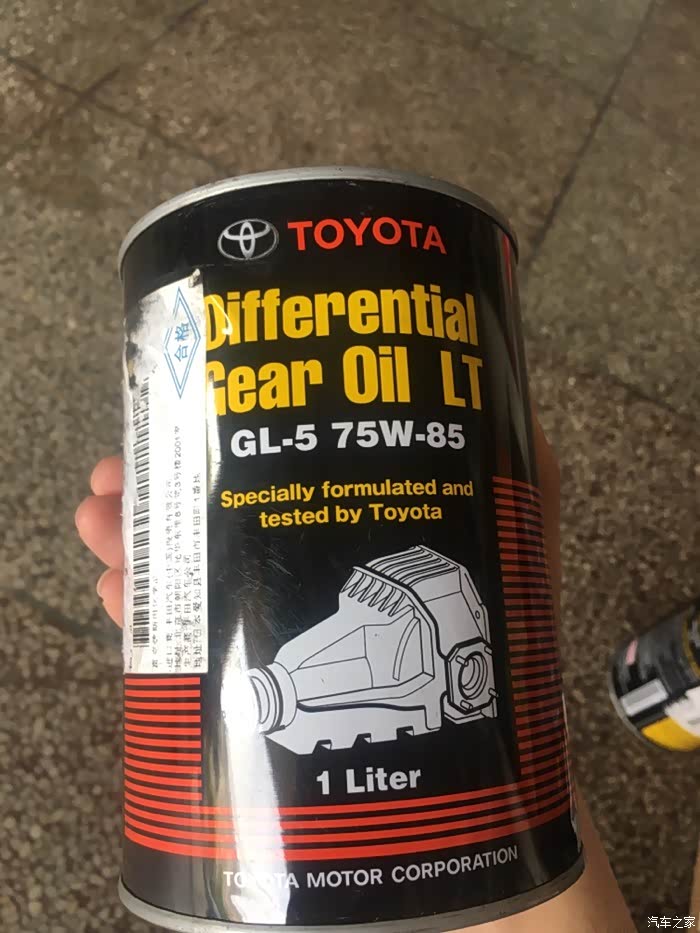 TOYOTA
Differential
Gear Oil LT
GL-5 75W-85
Specially formulated and
tested by Toyota
1 Liter
TOYOTA MOTOR CORPORATION
合格
汽车之家